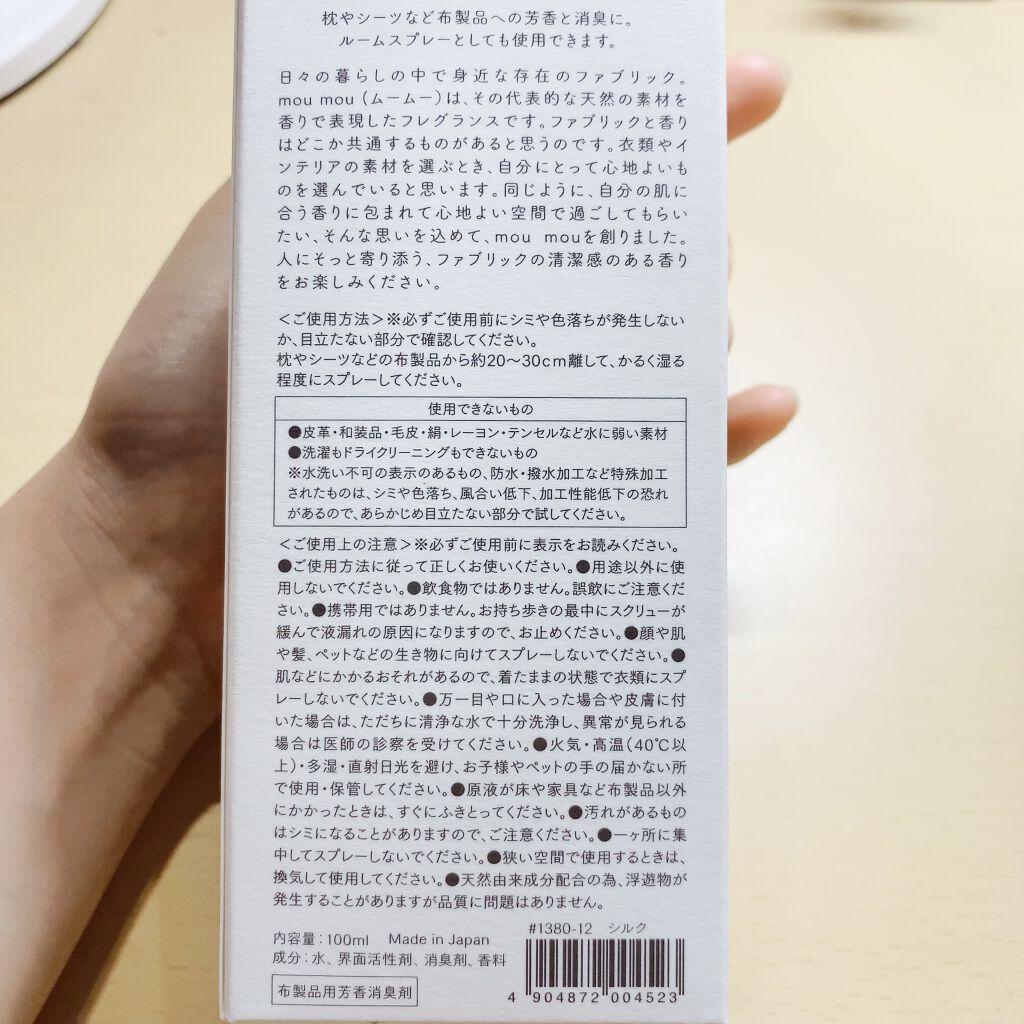 枕やシーツなど布製品への芳香と消臭に。
ルームスプレーとしても使用できます。
日々の暮らしの中で身近な存在のファブリック。
mou mou（ムームー）は、その代表的な天然の素材を
香りで表現したフレグランスです。ファブリックと香り
はどこか共通するものがあると思うのです。衣類やイ
ンテリアの素材を選ぶとき、自分にとって心地よいも
のを選んでいると思います。同じように、自分の肌に
合う香りに包まれて心地よい空間で過ごしてもらい
たい、そんな思いを込めて、mou mouを創りました。
人にそっと寄り添う、ファブリックの清潔感のある香り
をお楽しみください。
＜ご使用方法＞※必ずご使用前にシミや色落ちが発生しない
か、目立たない部分で確認してください。
枕やシーツなどの布製品から約20〜30cm離して、かるく湿る
程度にスプレーしてください。
使用できないもの
●皮革・和装品・毛皮・絹・レーヨン・テンセルなど水に弱い素材
●洗濯もドライクリーニングもできないもの
※水洗い不可の表示のあるもの、防水・撥水加工など特殊加工
されたものは、シミや色落ち、風合い低下、加工性能低下の恐れ
があるので、あらかじめ目立たない部分で試してください。
＜ご使用上の注意＞※必ずご使用前に表示をお読みください。
●ご使用方法に従って正しくお使いください。●用途以外に使
用しないでください。●飲食物ではありません。誤飲にご注意くだ
さい。●携帯用ではありません。お持ち歩きの最中にスクリューが
緩んで液漏れの原因になりますので、お止めください。●顔や肌
や髪、ペットなどの生き物に向けてスプレーしないでください。●
肌などにかかるおそれがあるので、着たままの状態で衣類にスプ
レーしないでください。●万一目や口に入った場合や皮膚に付
いた場合は、ただちに清浄な水で十分洗浄し、異常が見られる
場合は医師の診察を受けてください。●火気・高温（40℃以
上）・多湿・直射日光を避け、お子様やペットの手の届かない所
で使用・保管してください。●原液が床や家具など布製品以外
にかかったときは、すぐにふきとってください。●汚れがあるもの
はシミになることがありますので、ご注意ください。●一ヶ所に集
中してスプレーしないでください。●狭い空間で使用するときは、
換気して使用してください。●天然由来成分配合の為、浮遊物が
発生することがありますが品質に問題はありません。
#1380-12 シルク
内容量：100ml Made in Japan
成分：水、界面活性剤、消臭剤、香料
布製品用芳香消臭剤
4 904872 004523